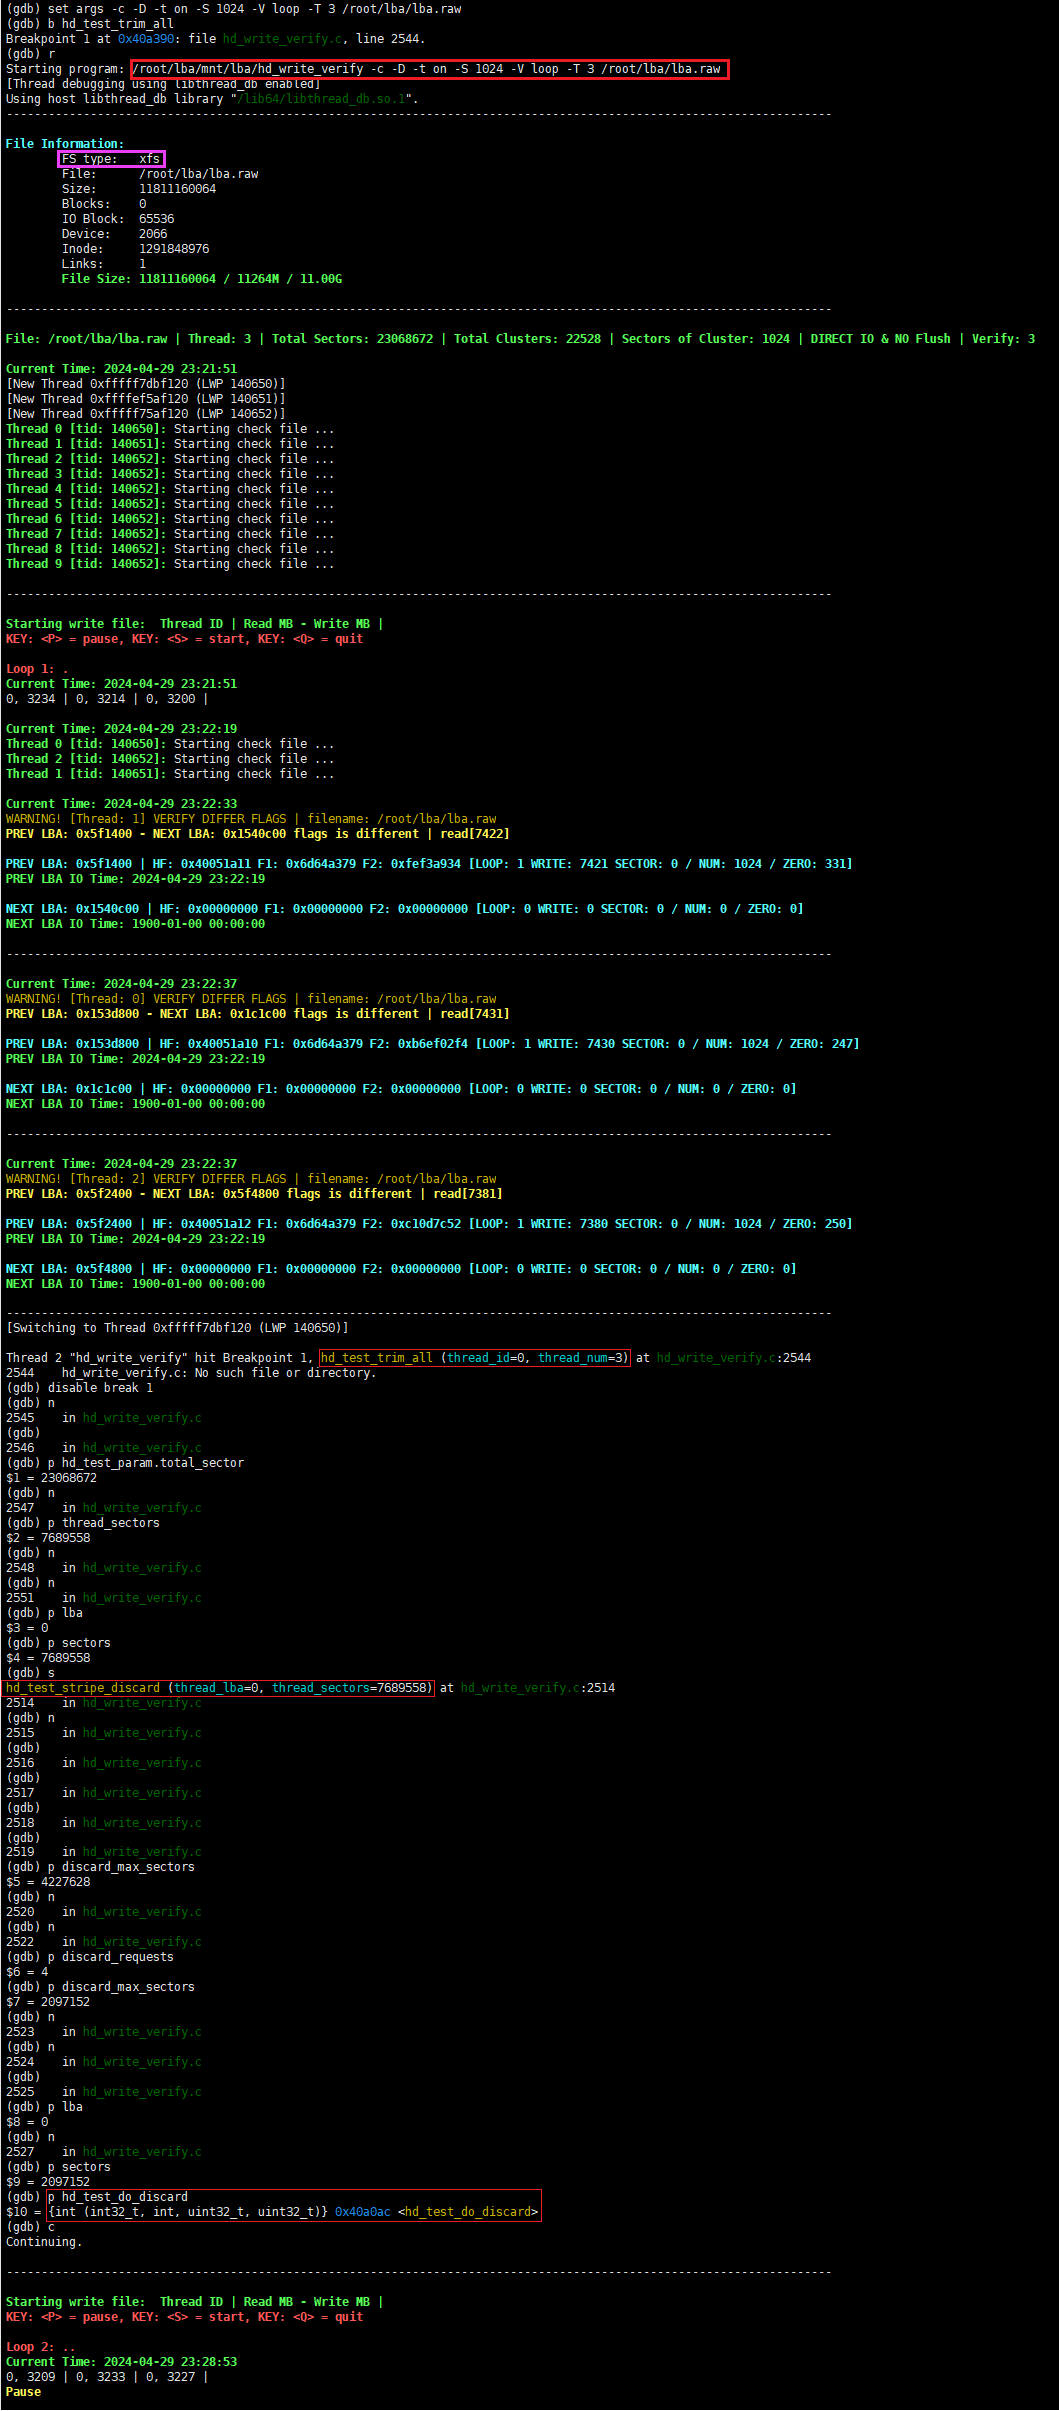 (gdb) set args -c -D -t on -S 1024 -V loop -T 3 /root/lba/lba.raw
(gdb) b hd_test_trim_all
Breakpoint 1 at 0x40a390: file hd_write_verify.c, line 2544.
(gdb) r
Starting program: /root/lba/mnt/lba/hd_write_verify -c -D -t on -S 1024 -V loop -T 3 /root/lba/lba.raw
[Thread debugging using libthread_db enabled]
Using host libthread_db library "/lib64/libthread_db.so.1".
----------------------------------------------------------------------------------------------------------------------
File Information:
FS type:   xfs
File:      /root/lba/lba.raw
Size:      11811160064
Blocks:    0
IO Block:  65536
Device:    2066
Inode:     1291848976
Links:     1
File Size: 11811160064 / 11264M / 11.00G
----------------------------------------------------------------------------------------------------------------------
File: /root/lba/lba.raw | Thread: 3 | Total Sectors: 23068672 | Total Clusters: 22528 | Sectors of Cluster: 1024 | DIRECT IO & NO Flush | Verify: 3
Current Time: 2024-04-29 23:21:51
[New Thread 0xfffff7dbf120 (LWP 140650)]
[New Thread 0xffffef5af120 (LWP 140651)]
[New Thread 0xfffff75af120 (LWP 140652)]
Thread 0 [tid: 140650]: Starting check file ...
Thread 1 [tid: 140651]: Starting check file ...
Thread 2 [tid: 140652]: Starting check file ...
Thread 3 [tid: 140652]: Starting check file ...
Thread 4 [tid: 140652]: Starting check file ...
Thread 5 [tid: 140652]: Starting check file ...
Thread 6 [tid: 140652]: Starting check file ...
Thread 7 [tid: 140652]: Starting check file ...
Thread 8 [tid: 140652]: Starting check file ...
Thread 9 [tid: 140652]: Starting check file ...
----------------------------------------------------------------------------------------------------------------------
Starting write file:  Thread ID | Read MB - Write MB |
KEY: <P> = pause, KEY: <S> = start, KEY: <Q> = quit
Loop 1: .
Current Time: 2024-04-29 23:21:51
0, 3234 | 0, 3214 | 0, 3200 |
Current Time: 2024-04-29 23:22:19
Thread 0 [tid: 140650]: Starting check file ...
Thread 2 [tid: 140652]: Starting check file ...
Thread 1 [tid: 140651]: Starting check file ...
Current Time: 2024-04-29 23:22:33
WARNING! [Thread: 1] VERIFY DIFFER FLAGS | filename: /root/lba/lba.raw
PREV LBA: 0x5f1400 - NEXT LBA: 0x1540c00 flags is different | read[7422]
PREV LBA: 0x5f1400 | HF: 0x40051a11 F1: 0x6d64a379 F2: 0xfef3a934 [LOOP: 1 WRITE: 7421 SECTOR: 0 / NUM: 1024 / ZERO: 331]
PREV LBA IO Time: 2024-04-29 23:22:19
NEXT LBA: 0x1540c00 | HF: 0x00000000 F1: 0x00000000 F2: 0x00000000 [LOOP: 0 WRITE: 0 SECTOR: 0 / NUM: 0 / ZERO: 0]
NEXT LBA IO Time: 1900-01-00 00:00:00
----------------------------------------------------------------------------------------------------------------------
Current Time: 2024-04-29 23:22:37
WARNING! [Thread: 0] VERIFY DIFFER FLAGS | filename: /root/lba/lba.raw
PREV LBA: 0x153d800 - NEXT LBA: 0x1c1c00 flags is different | read[7431]
PREV LBA: 0x153d800 | HF: 0x40051a10 F1: 0x6d64a379 F2: 0xb6ef02f4 [LOOP: 1 WRITE: 7430 SECTOR: 0 / NUM: 1024 / ZERO: 247]
PREV LBA IO Time: 2024-04-29 23:22:19
NEXT LBA: 0x1c1c00 | HF: 0x00000000 F1: 0x00000000 F2: 0x00000000 [LOOP: 0 WRITE: 0 SECTOR: 0 / NUM: 0 / ZERO: 0]
NEXT LBA IO Time: 1900-01-00 00:00:00
----------------------------------------------------------------------------------------------------------------------
Current Time: 2024-04-29 23:22:37
WARNING! [Thread: 2] VERIFY DIFFER FLAGS | filename: /root/lba/lba.raw
PREV LBA: 0x5f2400 - NEXT LBA: 0x5f4800 flags is different | read[7381]
PREV LBA: 0x5f2400 | HF: 0x40051a12 F1: 0x6d64a379 F2: 0xc10d7c52 [LOOP: 1 WRITE: 7380 SECTOR: 0 / NUM: 1024 / ZERO: 250]
PREV LBA IO Time: 2024-04-29 23:22:19
NEXT LBA: 0x5f4800 | HF: 0x00000000 F1: 0x00000000 F2: 0x00000000 [LOOP: 0 WRITE: 0 SECTOR: 0 / NUM: 0 / ZERO: 0]
NEXT LBA IO Time: 1900-01-00 00:00:00
----------------------------------------------------------------------------------------------------------------------
[Switching to Thread 0xfffff7dbf120 (LWP 140650)]
Thread 2 "hd_write_verify" hit Breakpoint 1, hd_test_trim_all (thread_id=0, thread_num=3) at hd_write_verify.c:2544
2544    hd_write_verify.c: No such file or directory.
(gdb) disable break 1
(gdb) n
2545    in hd_write_verify.c
(gdb)
2546    in hd_write_verify.c
(gdb) p hd_test_param.total_sector
$1 = 23068672
(gdb) n
2547    in hd_write_verify.c
(gdb) p thread_sectors
$2 = 7689558
(gdb) n
2548    in hd_write_verify.c
(gdb) n
2551    in hd_write_verify.c
(gdb) p lba
$3 = 0
(gdb) p sectors
$4 = 7689558
(gdb) s
hd_test_stripe_discard (thread_lba=0, thread_sectors=7689558) at hd_write_verify.c:2514
2514    in hd_write_verify.c
(gdb) n
2515    in hd_write_verify.c
(gdb)
2516    in hd_write_verify.c
(gdb)
2517    in hd_write_verify.c
(gdb)
2518    in hd_write_verify.c
(gdb)
2519    in hd_write_verify.c
(gdb) p discard_max_sectors
$5 = 4227628
(gdb) n
2520    in hd_write_verify.c
(gdb) n
2522    in hd_write_verify.c
(gdb) p discard_requests
$6 = 4
(gdb) p discard_max_sectors
$7 = 2097152
(gdb) n
2523    in hd_write_verify.c
(gdb) n
2524    in hd_write_verify.c
(gdb)
2525    in hd_write_verify.c
(gdb) p lba
$8 = 0
(gdb) n
2527    in hd_write_verify.c
(gdb) p sectors
$9 = 2097152
(gdb) p hd_test_do_discard
$10 = {int (int32_t, int, uint32_t, uint32_t)} 0x40a0ac <hd_test_do_discard>
(gdb) c
Continuing.
----------------------------------------------------------------------------------------------------------------------
Starting write file:  Thread ID | Read MB - Write MB |
KEY: <P> = pause, KEY: <S> = start, KEY: <Q> = quit
Loop 2: ..
Current Time: 2024-04-29 23:28:53
0, 3209 | 0, 3233 | 0, 3227 |
Pause